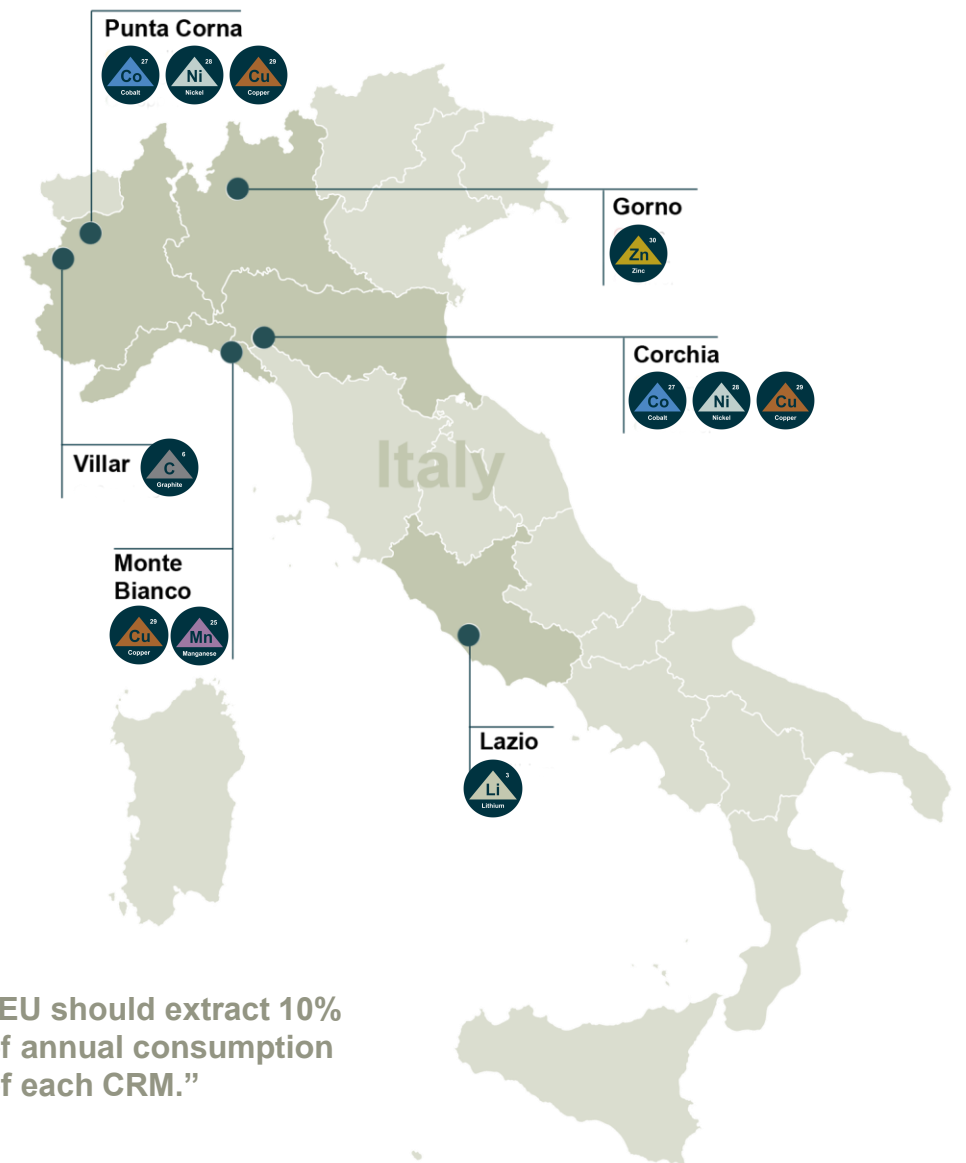 Punta Corna
27
Co
Cobalt
28
Ni
Nickel
29
Cu
Copper
Gorno
30
Zn
Zinc
Corchia
27
Co
Cobalt
28
Ni
Nickel
29
Cu
Copper
Italy
Villar
6
C
Graphite
Monte
Bianco
29
Cu
Copper
25
Mn
Manganese
Lazio
3
Li
Lithium
EU should extract 10%
f annual consumption
f each CRM.”